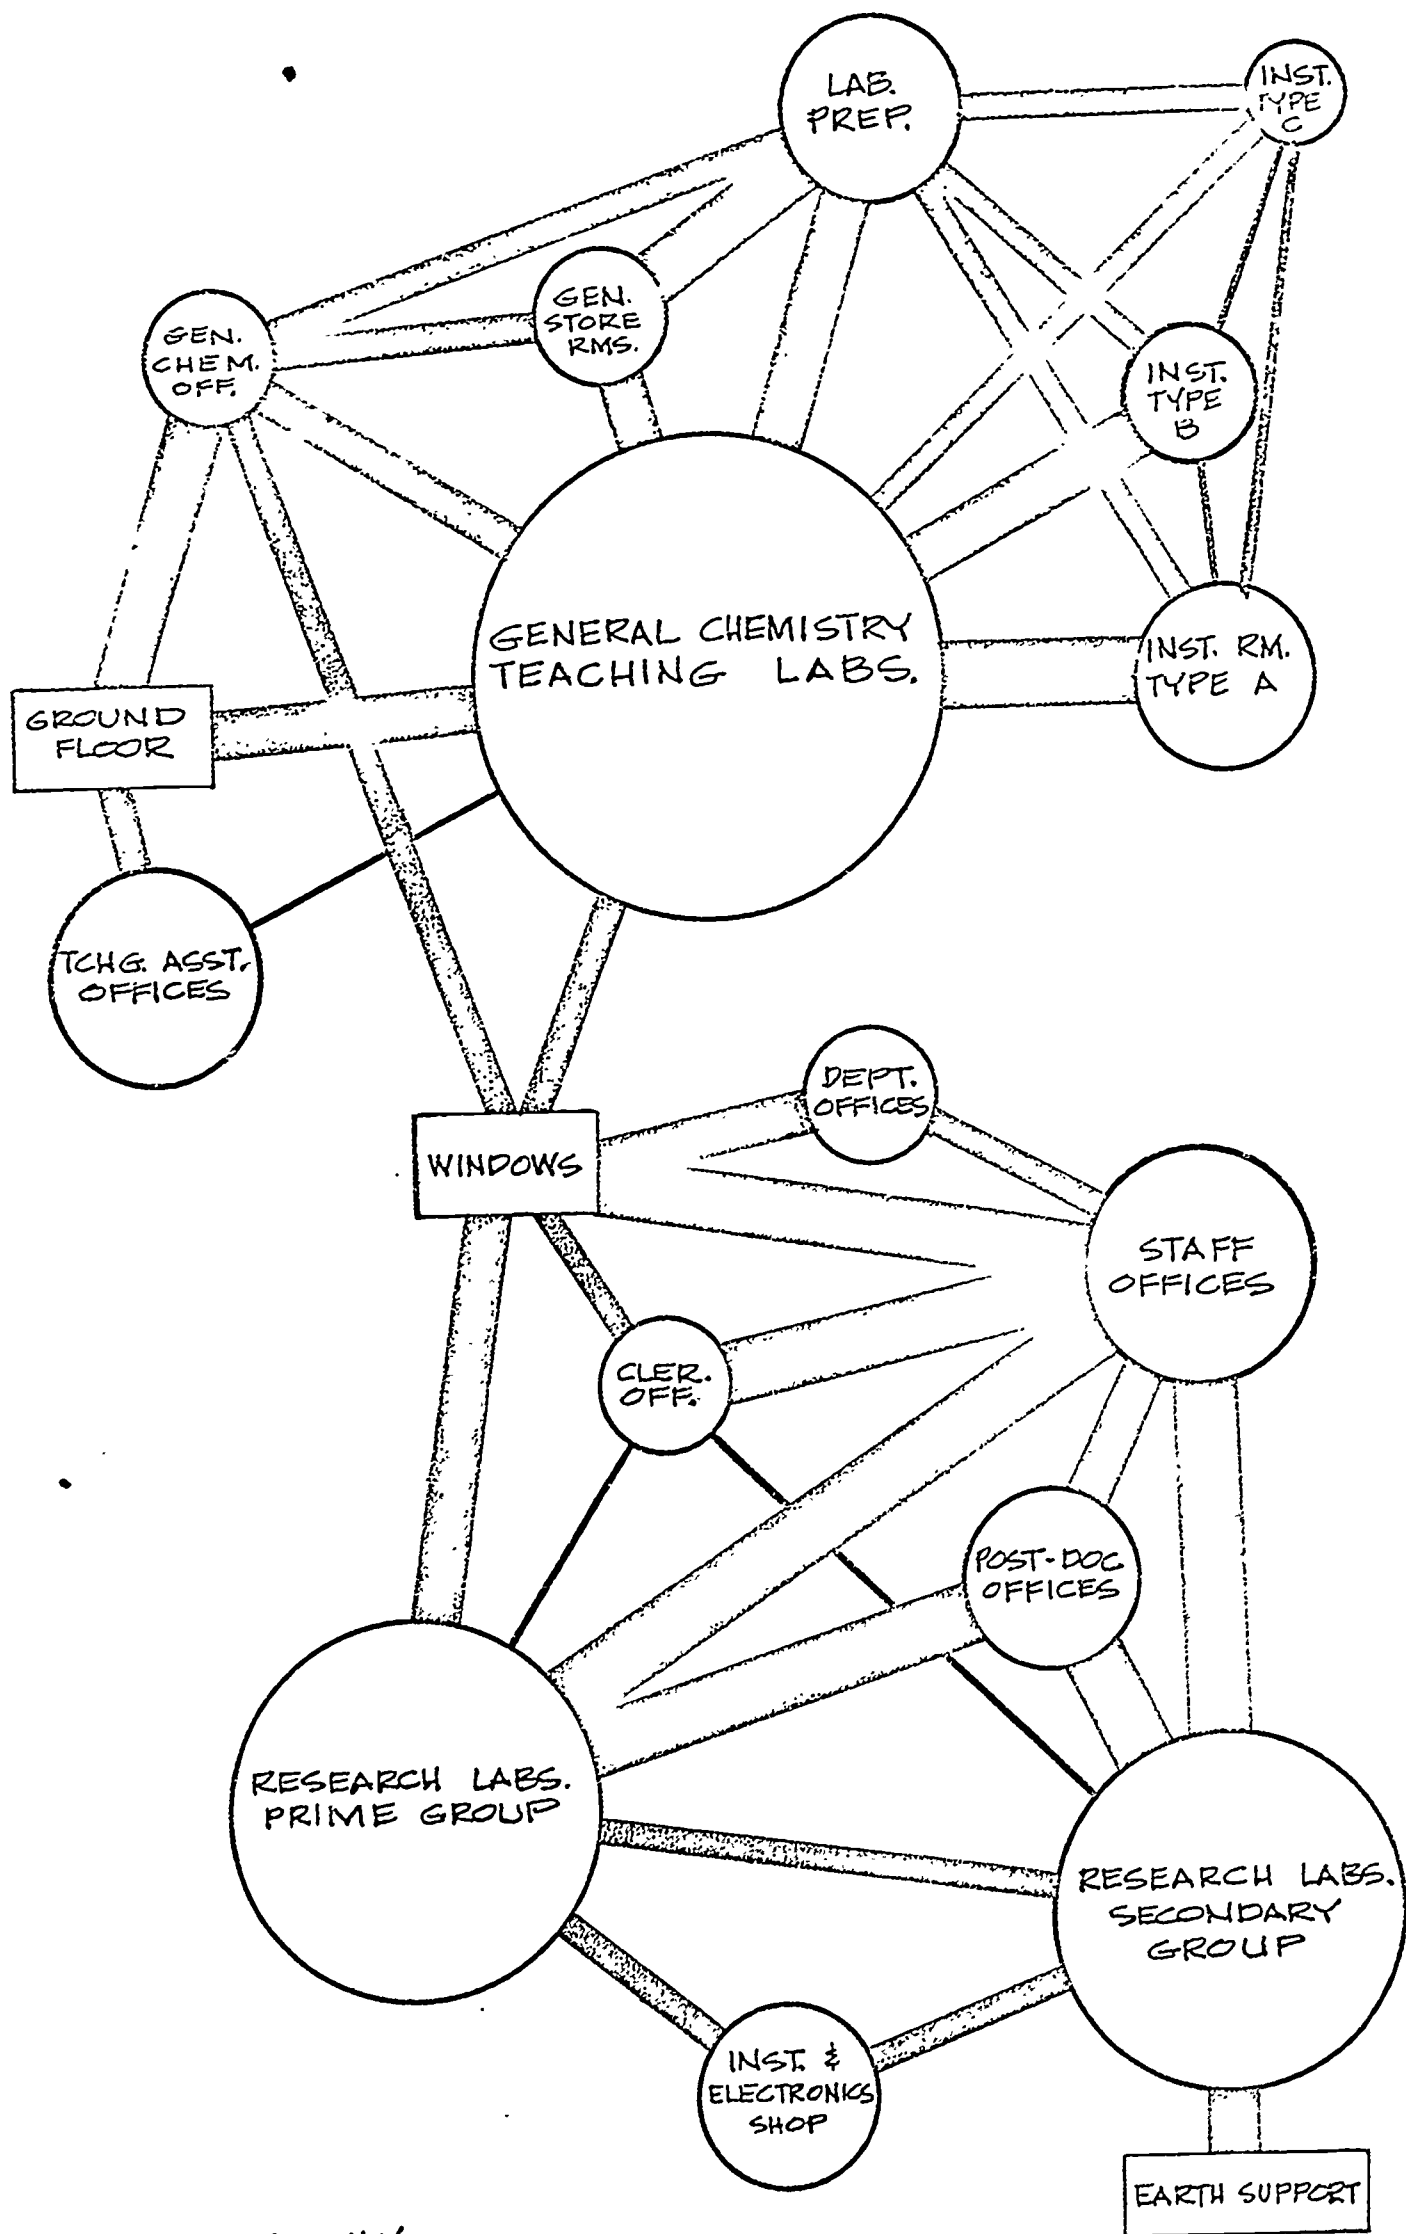 LAB.
PREP.
INST.
TYPE
C
GEN.
STORE
RMS.
GEN.
CHEM.
OFF.
INST.
TYPE
B
GENERAL CHEMISTRY
TEACHING LABS.
INST. RM.
TYPE A
GROUND
FLOOR
TCHG. ASST.
OFFICES
DEPT.
OFFICES
WINDOWS
STAFF
OFFICES
CLER.
OFF.
POST-DOC
OFFICES
RESEARCH LABS.
PRIME GROUP
RESEARCH LABS.
SECONDARY
GROUP
INST. &
ELECTRONICS
SHOP
EARTH SUPPORT